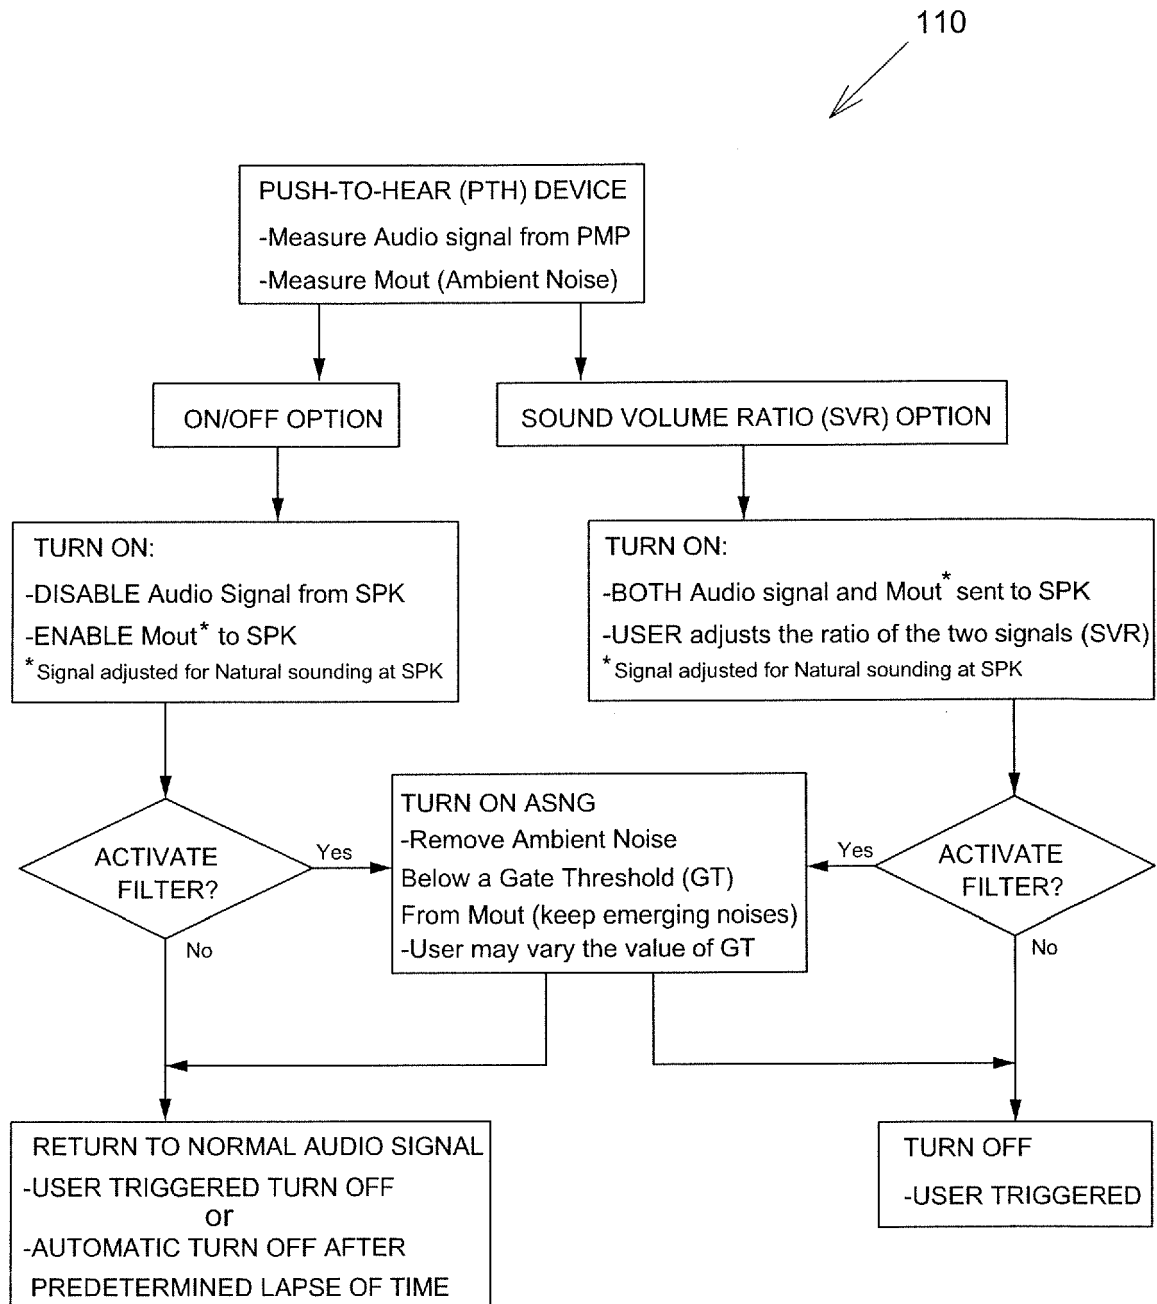 110
PUSH-TO-HEAR (PTH) DEVICE
-Measure Audio signal from PMP
-Measure Mout (Ambient Noise)
ON/OFF OPTION
SOUND VOLUME RATIO (SVR) OPTION
TURN ON:
-DISABLE Audio Signal from SPK
-ENABLE Mout* to SPK
*Signal adjusted for Natural sounding at SPK
TURN ON:
-BOTH Audio signal and Mout* sent to SPK
-USER adjusts the ratio of the two signals (SVR)
*Signal adjusted for Natural sounding at SPK
ACTIVATE
FILTER?
Yes
No
TURN ON ASNG
-Remove Ambient Noise
Below a Gate Threshold (GT)
From Mout (keep emerging noises)
-User may vary the value of GT
Yes
ACTIVATE
FILTER?
No
RETURN TO NORMAL AUDIO SIGNAL
-USER TRIGGERED TURN OFF
or
-AUTOMATIC TURN OFF AFTER
PREDETERMINED LAPSE OF TIME
TURN OFF
-USER TRIGGERED